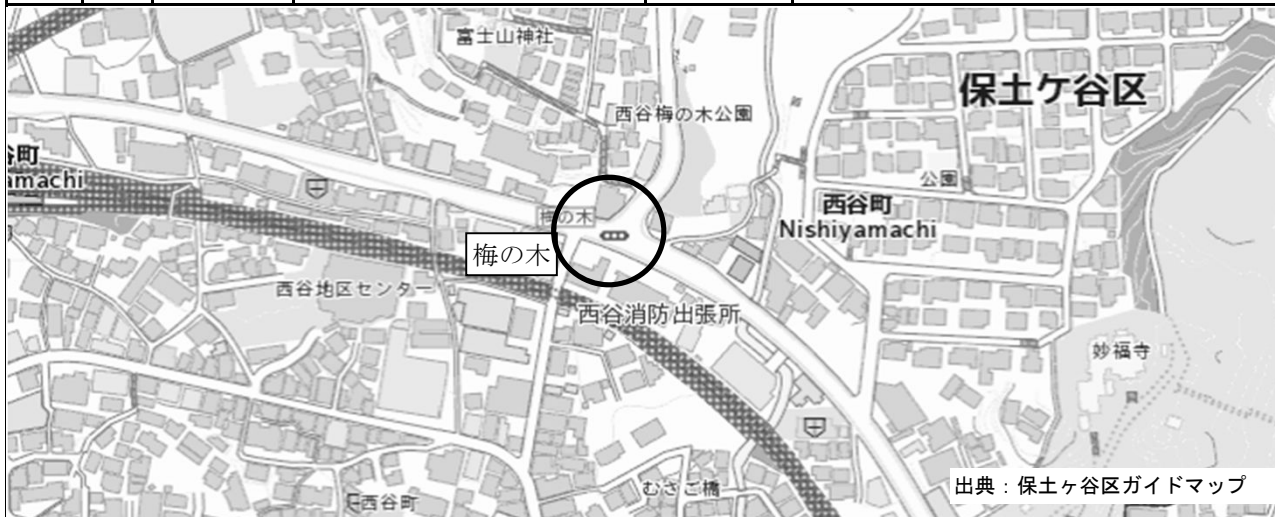 富士山神社
保土ケ谷区
西谷梅の木公園
谷町
amachi
公園
西谷町
Nishiyamachi
梅の木
梅の木
西谷地区センター
西谷消防出張所
妙福寺
むさご橋
西谷町
出典：保土ヶ谷区ガイドマップ